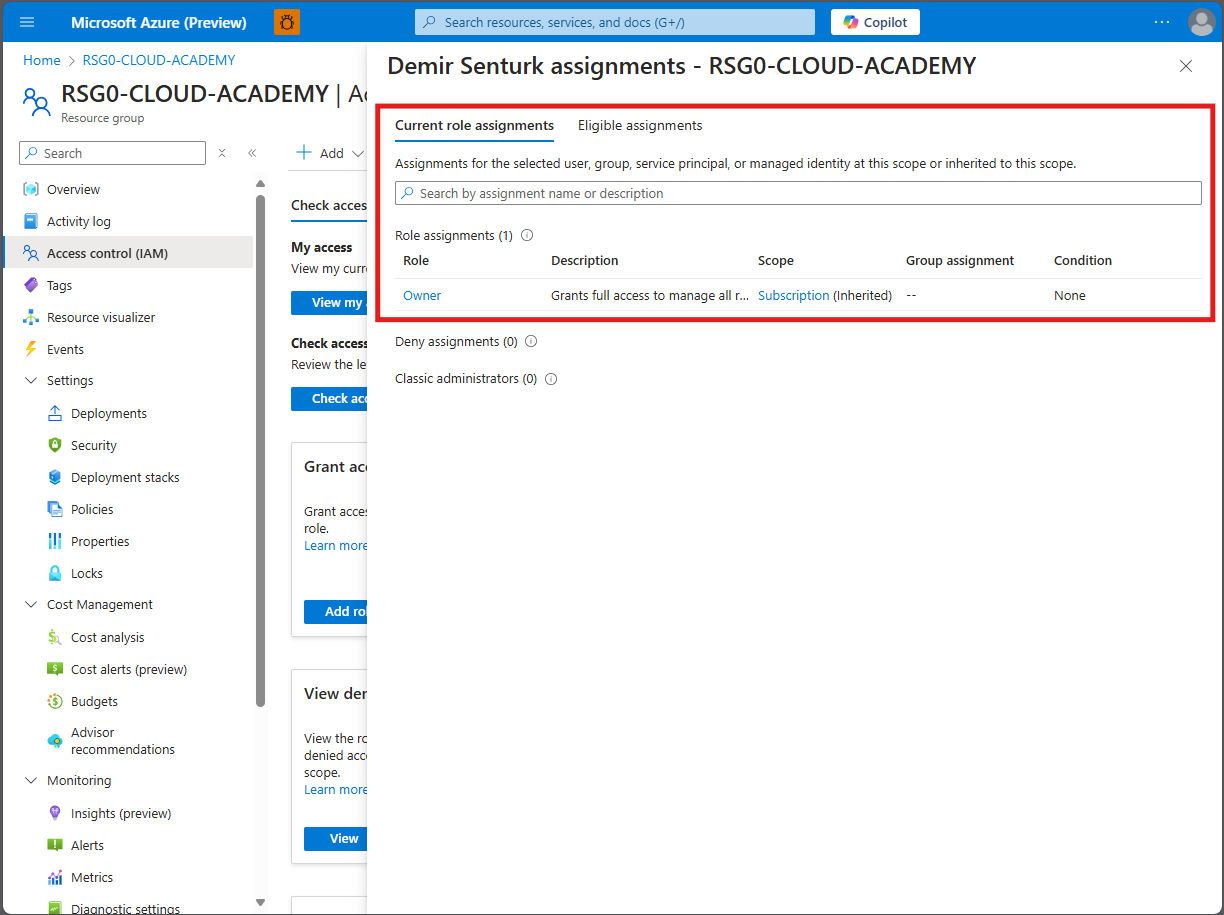 Microsoft Azure (Preview)
Search resources, services, and docs (G+/)
Copilot
Home > RSG0-CLOUD-ACADEMY
RSG0-CLOUD-ACADEMY | Ac
Resource group
Search
Overview
Activity log
Access control (IAM)
Tags
Resource visualizer
Events
Settings
Deployments
Security
Deployment stacks
Policies
Properties
Locks
Cost Management
Cost analysis
Cost alerts (preview)
Budgets
Advisor
recommendations
Monitoring
Insights (preview)
Alerts
Metrics
Diagnostic settings
Add
Check acces
My access
View my curr
View my
Check access
Review the le
Check acc
Grant acc
Grant acces
role.
Learn more
Add rol
View den
View the ro
denied acce
scope.
Learn more
View
Demir Senturk assignments - RSG0-CLOUD-ACADEMY
Current role assignments Eligible assignments
Assignments for the selected user, group, service principal, or managed identity at this scope or inherited to this scope.
Search by assignment name or description
Role assignments (1)
Role Description Scope Group assignment Condition
Owner Grants full access to manage all r... Subscription (Inherited) -- None
Deny assignments (0)
Classic administrators (0)